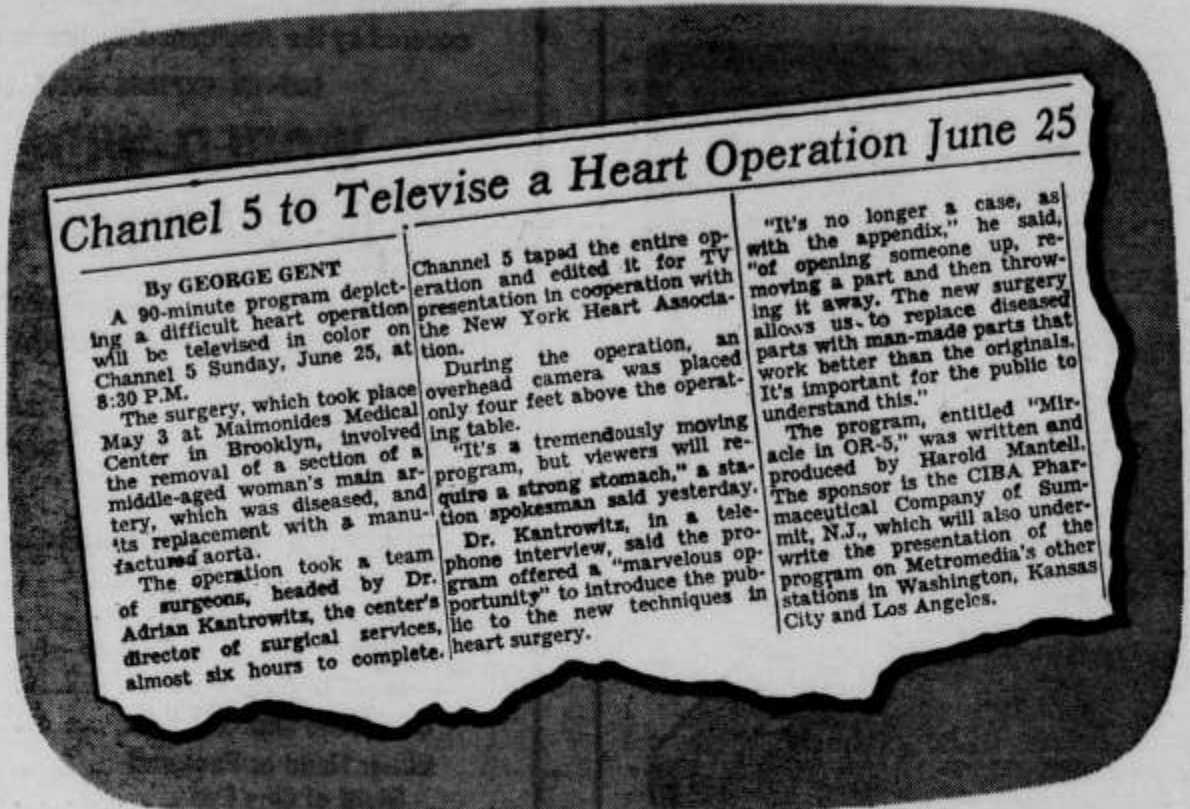 Channel 5 to Televise a Heart Operation June 25
By GEORGE GENT
A 90-minute program depict-
ing a difficult heart operation
will be televised in color on
Channel 5 Sunday, June 25, at
8:30 P.M.
The surgery, which took place
May 3 at Maimonides Medical
Center in Brooklyn, involved
the removal of a section of a
middle-aged woman's main ar-
tery, which was diseased, and
its replacement with a manu-
factured aorta.
The operation took a team
of surgeons, headed by Dr.
Adrian Kantrowitz, the center's
director of surgical services,
almost six hours to complete.
Channel 5 tapad the entire op-
eration and edited it for TV
presentation in cooperation with
the New York Heart Associa-
tion.
During the operation, an
overhead camera was placed
only four feet above the operat-
ing table.
"It's a tremendously moving
program, but viewers will re-
quire a strong stomach," a sta-
tion spokesman said yesterday.
Dr. Kantrowitz, in a tele-
phone interview, said the pro-
gram offered a "marvelous op-
portunity" to introduce the pub-
lic to the new techniques in
heart surgery.
"It's no longer a case, as
with the appendix," he said,
"of opening someone up, re-
moving a part and then throw-
ing it away. The new surgery
allows us to replace diseased
parts with man-made parts that
work better than the originals.
It's important for the public to
understand this."
The program, entitled "Mir-
acle in OR-5," was written and
produced by Harold Mantell.
The sponsor is the CIBA Phar-
maceutical Company of Sum-
mit, N.J., which will also under-
write the presentation of the
program on Metromedia's other
stations in Washington, Kansas
City and Los Angeles.